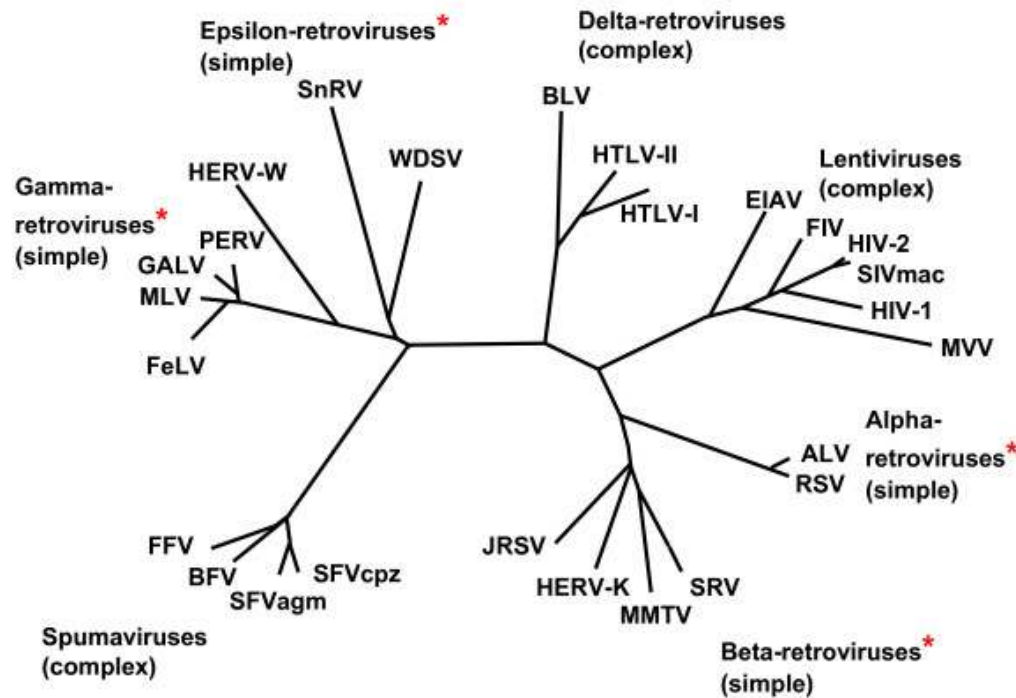 Epsilon-retroviruses*
(simple)
SnRV
WDSV
Delta-retroviruses
(complex)
BLV
HTLV-II
HTLV-I
Lentiviruses
(complex)
EIAV
FIV
HIV-2
SIVmac
HIV-1
MVV
Gamma-
retroviruses*
(simple)
HERV-W
PERV
GALV
MLV
FeLV
Alpha-
retroviruses*
(simple)
ALV
RSV
JRSV
HERV-K
MMTV
SRV
Beta-retroviruses*
(simple)
FFV
BFV
SFVagm
SFVcpz
Spumaviruses
(complex)